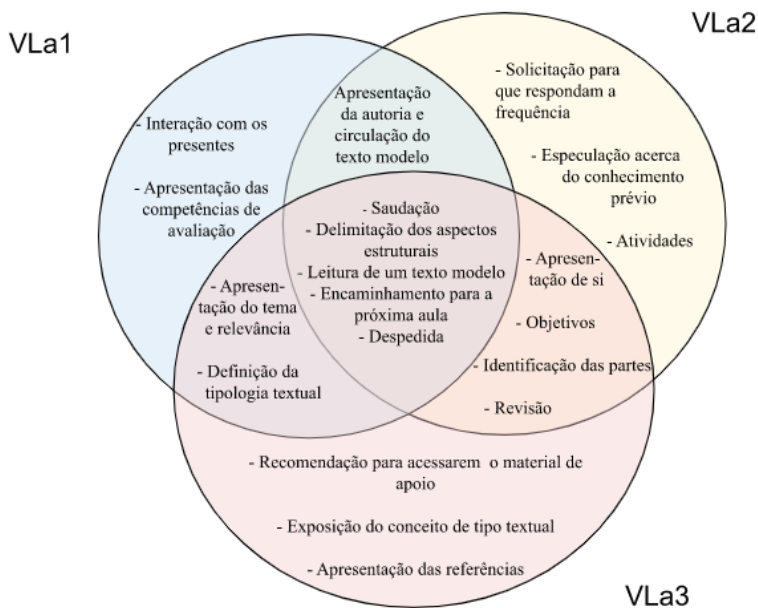 VLa1
VLa2
- Interação com os
presentes
- Apresentação das
competências de
avaliação
Apresentação
da autoria e
circulação do
texto modelo
- Solicitação para
que respondam a
frequência
- Especulação acerca
do conhecimento
prévio
- Atividades
- Saudação
- Delimitação dos aspectos
estruturais
- Leitura de um texto modelo
- Encaminhamento para a
próxima aula
- Despedida
- Apresen-
tação do tema
e relevância
- Definição da
tipologia textual
- Apresen-
tação de si
- Objetivos
- Identificação das partes
- Revisão
- Recomendação para acessarem o material de
apoio
- Exposição do conceito de tipo textual
- Apresentação das referências
VLa3